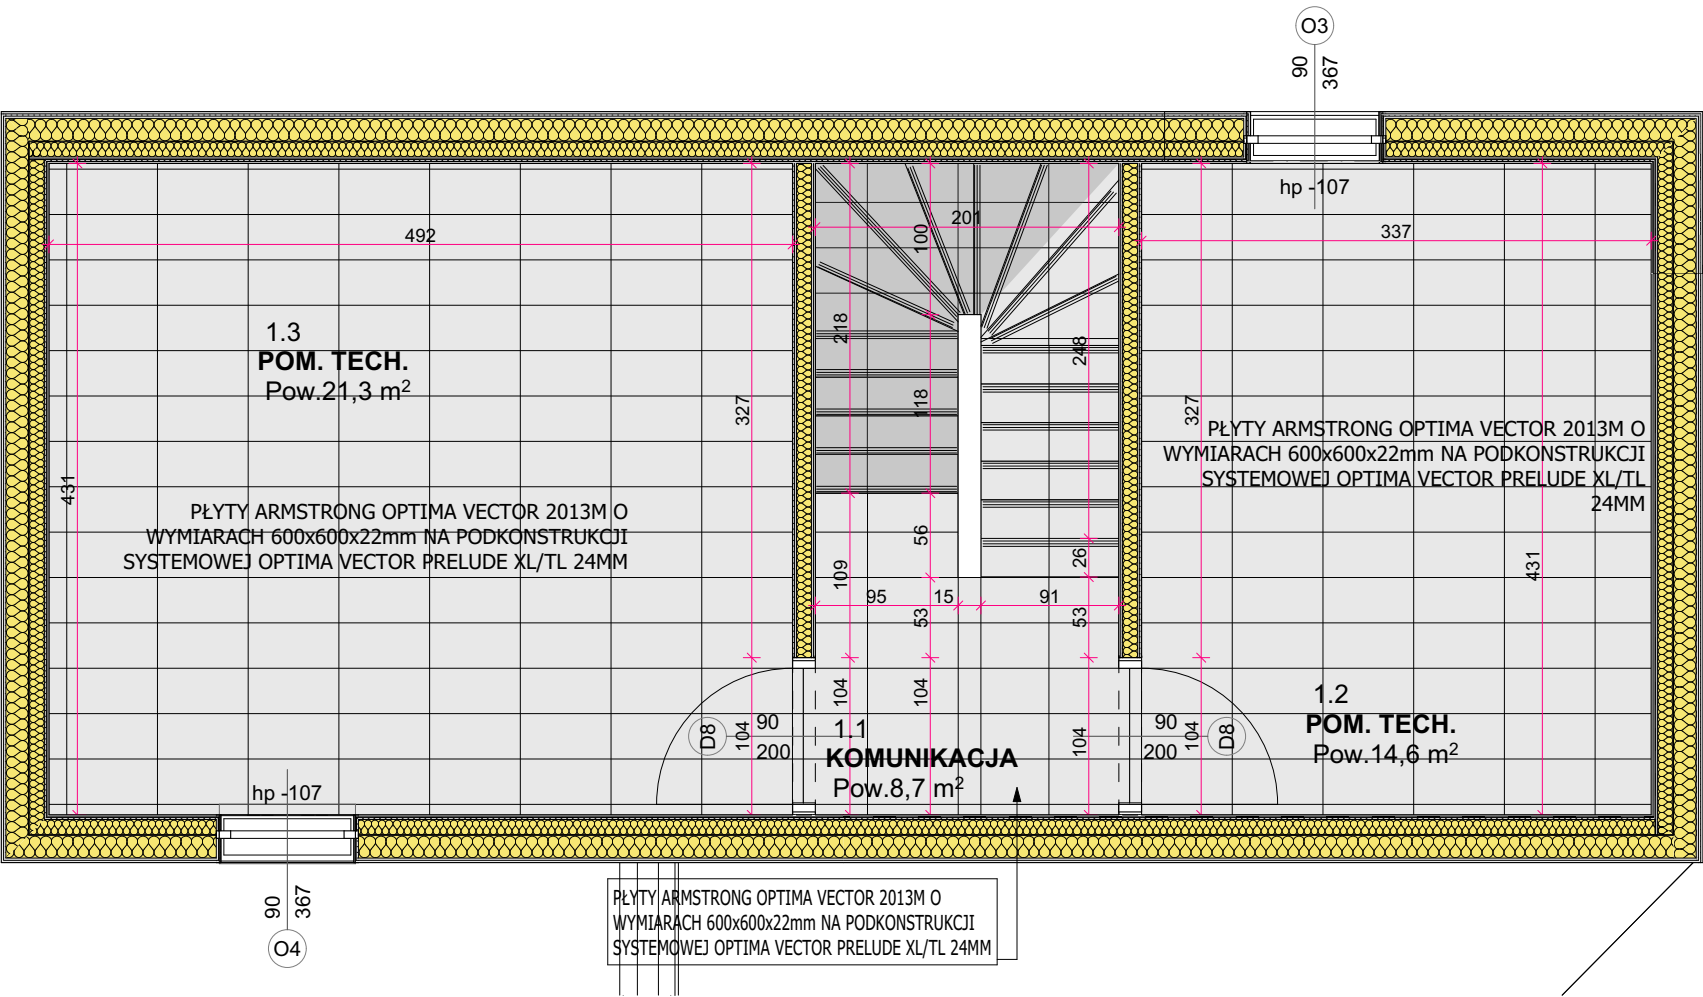 O3
90
367
hp -107
492
201
337
100
1.3
POM. TECH.
Pow.21,3 m²
218
248
327
118
327
PŁYTY ARMSTRONG OPTIMA VECTOR 2013M O
WYMIARACH 600x600x22mm NA PODKONSTRUKCJI
SYSTEMOWEJ OPTIMA VECTOR PRELUDE XL/TL
24MM
431
PŁYTY ARMSTRONG OPTIMA VECTOR 2013M O
WYMIARACH 600x600x22mm NA PODKONSTRUKCJI
SYSTEMOWEJ OPTIMA VECTOR PRELUDE XL/TL 24MM
56
26
109
431
95
15
91
53
53
104
104
1.2
POM. TECH.
Pow.14,6 m²
D8
104
90
200
1.1
KOMUNIKACJA
Pow.8,7 m²
104
90
200
104
D8
hp -107
90
367
O4
PŁYTY ARMSTRONG OPTIMA VECTOR 2013M O
WYMIARACH 600x600x22mm NA PODKONSTRUKCJI
SYSTEMOWEJ OPTIMA VECTOR PRELUDE XL/TL 24MM